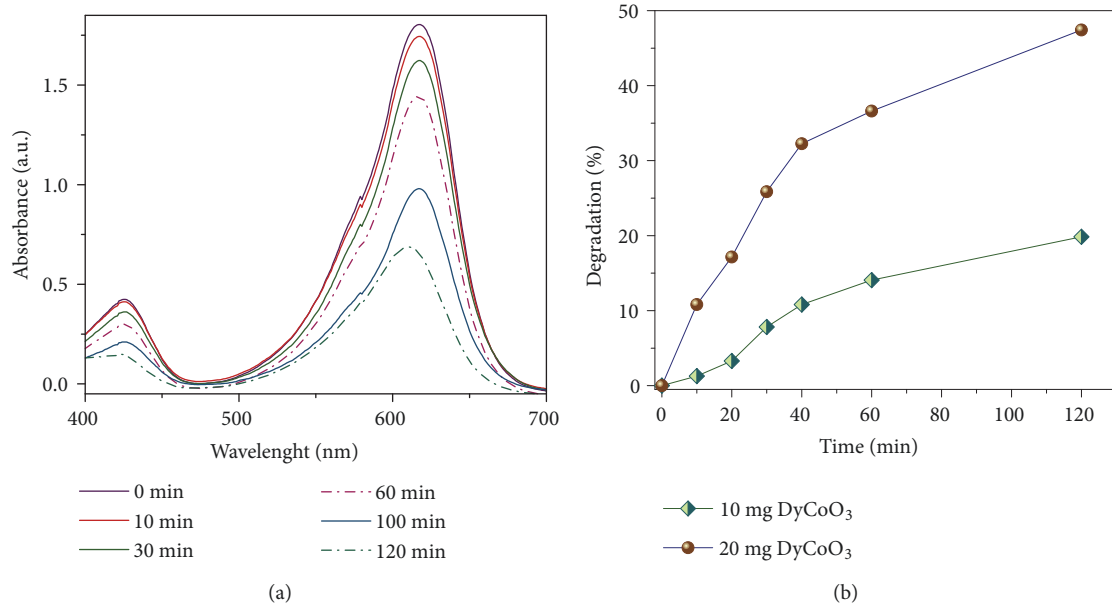 Absorbance (a.u.)
1.5
1.0
0.5
0.0
400
500
600
700
Wavelenght (nm)
0 min
10 min
30 min
60 min
100 min
120 min
(a)
Degradation (%)
50
40
30
20
10
0
0
20
40
60
80
100
120
Time (min)
10 mg DyCoO₃
20 mg DyCoO₃
(b)